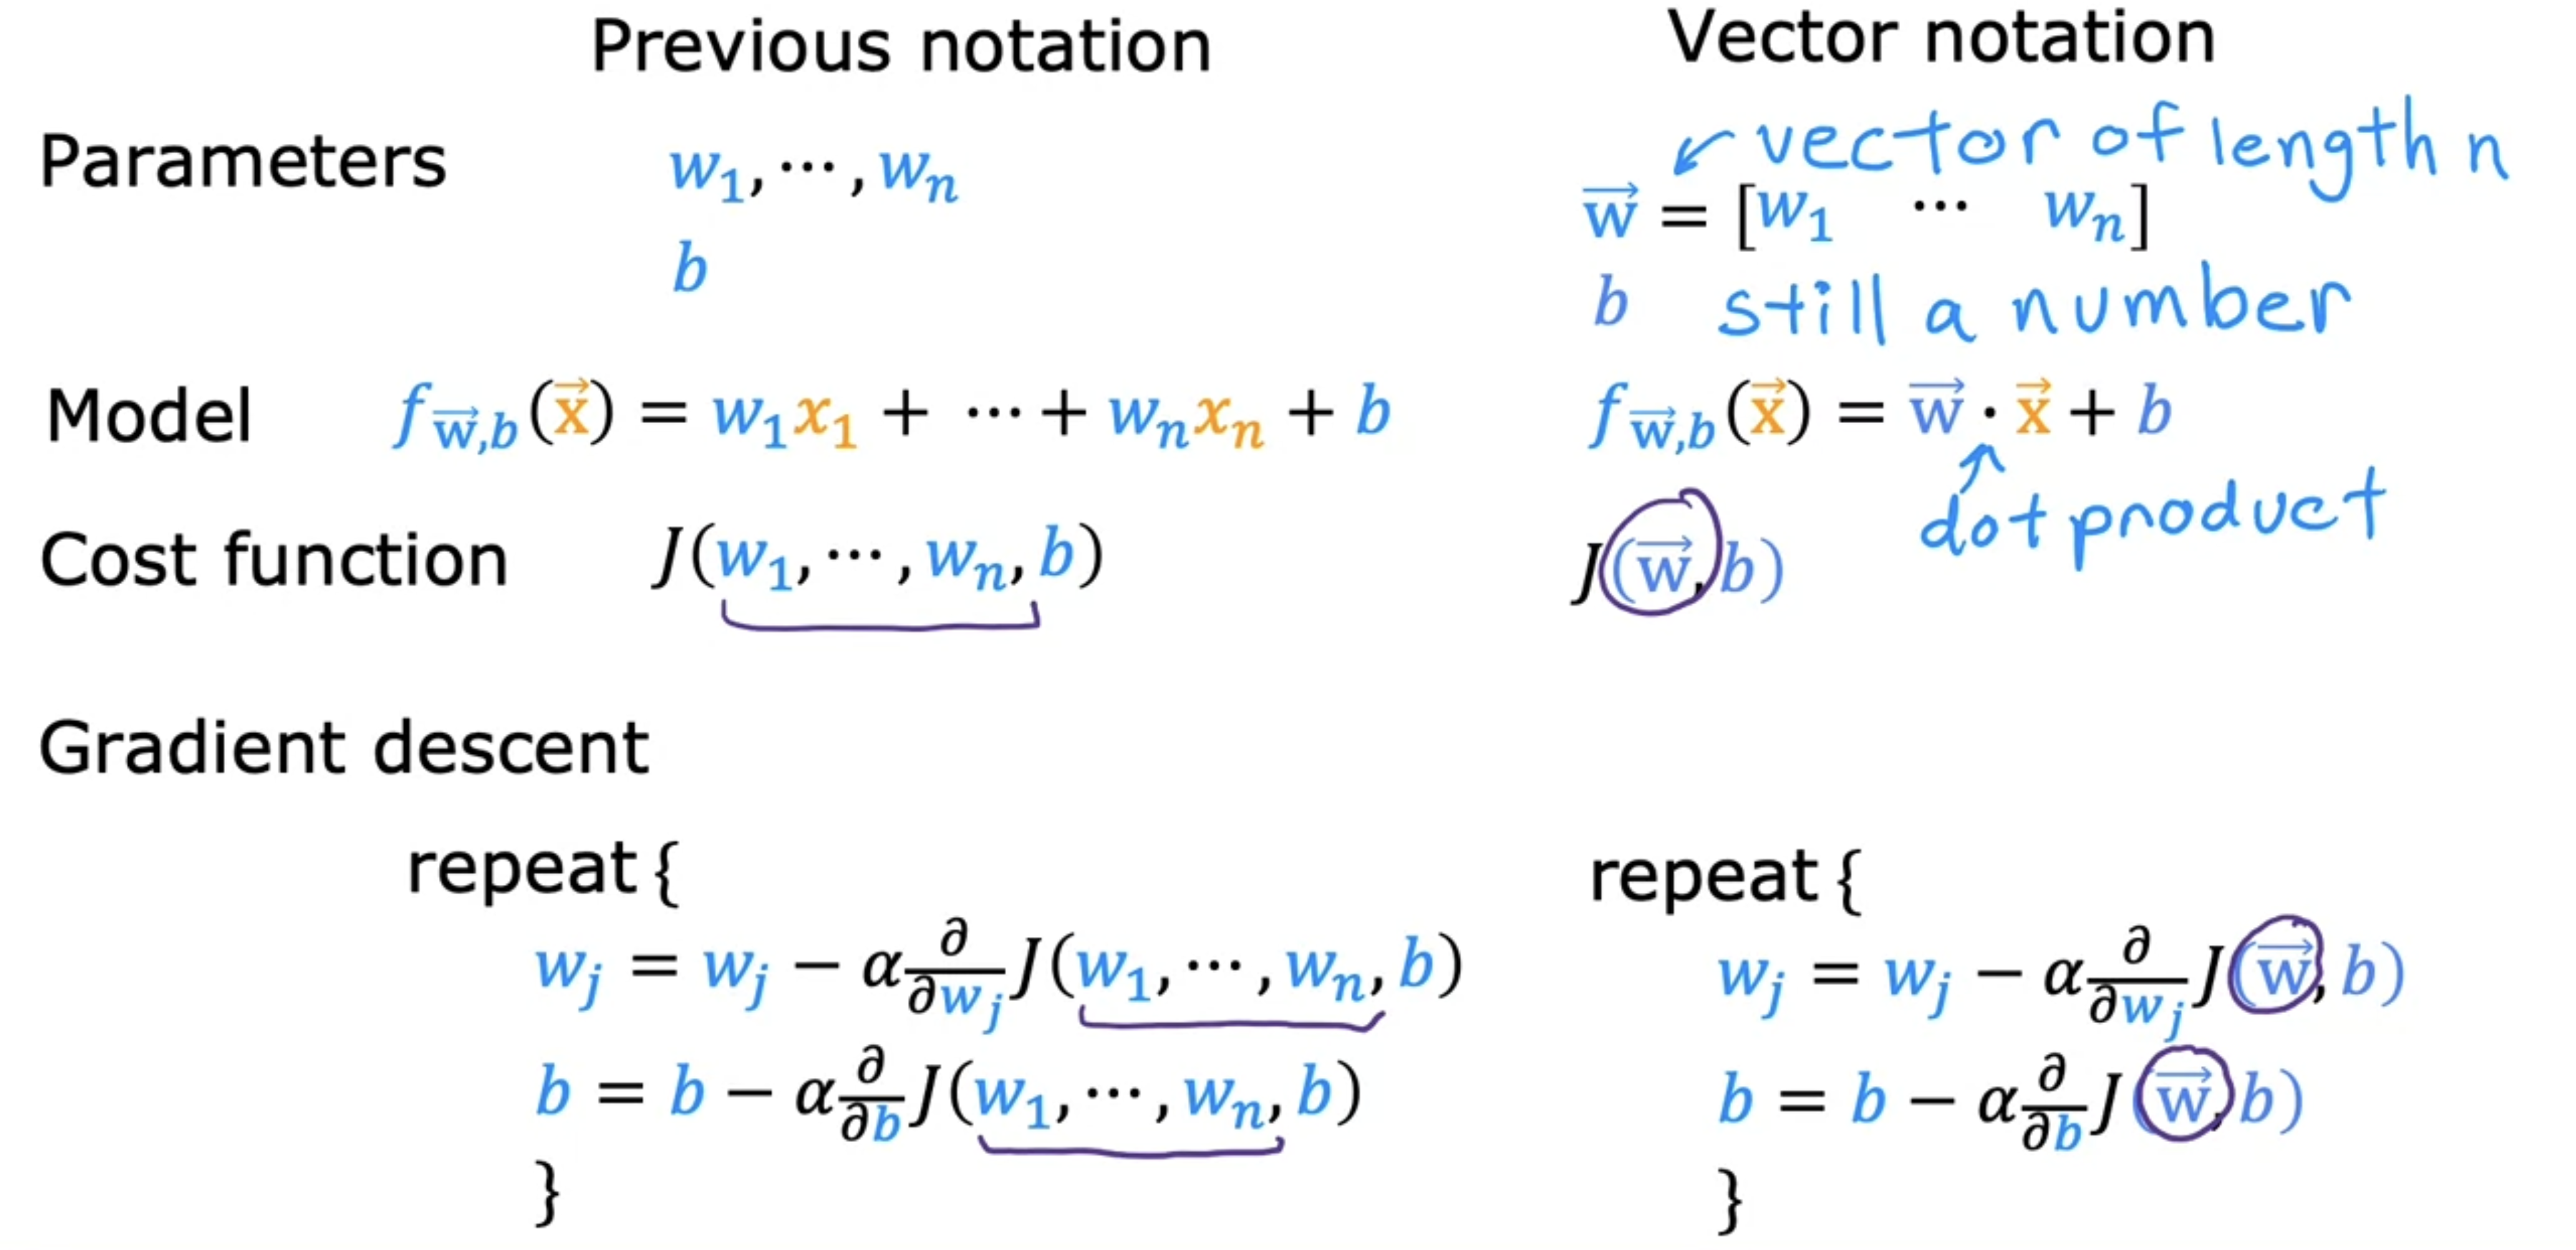 Previous notation
Vector notation
Parameters
w₁, ⋯, wₙ
b
vector of length n
w⃗ = [w₁ ⋯ wₙ]
b still a number
Model
f_w⃗,b(x⃗) = w₁x₁ + ⋯ + wₙxₙ + b
f_w⃗,b(x⃗) = w⃗ · x⃗ + b
dot product
Cost function
J(w₁, ⋯, wₙ, b)
J(w⃗, b)
Gradient descent
repeat {
wⱼ = wⱼ − α ∂/∂wⱼ J(w₁, ⋯, wₙ, b)
b = b − α ∂/∂b J(w₁, ⋯, wₙ, b)
}
repeat {
wⱼ = wⱼ − α ∂/∂wⱼ J(w⃗, b)
b = b − α ∂/∂b J(w⃗, b)
}